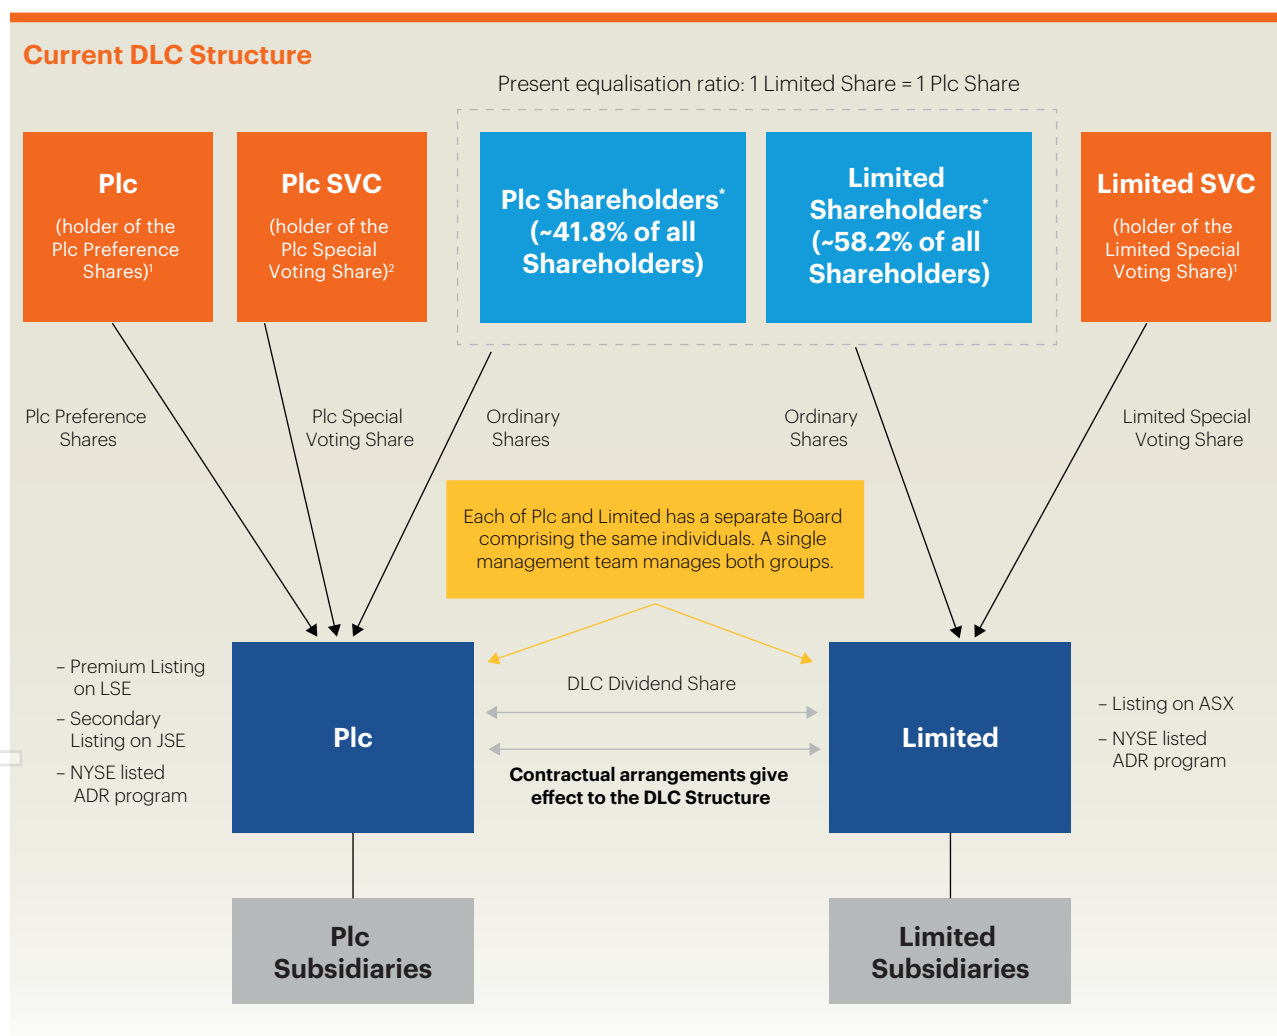 Current DLC Structure
Present equalisation ratio: 1 Limited Share = 1 Plc Share
Plc
(holder of the
Plc Preference
Shares)¹
Plc SVC
(holder of the
Plc Special
Voting Share)²
Plc Shareholders*
(~41.8% of all
Shareholders)
Limited
Shareholders*
(~58.2% of all
Shareholders)
Limited SVC
(holder of the
Limited Special
Voting Share)¹
Plc Preference
Shares
Plc Special
Voting Share
Ordinary
Shares
Ordinary
Shares
Limited Special
Voting Share
Each of Plc and Limited has a separate Board
comprising the same individuals. A single
management team manages both groups.
– Premium Listing
on LSE
– Secondary
Listing on JSE
– NYSE listed
ADR program
Plc
DLC Dividend Share
Contractual arrangements give
effect to the DLC Structure
Limited
– Listing on ASX
– NYSE listed
ADR program
Plc
Subsidiaries
Limited
Subsidiaries